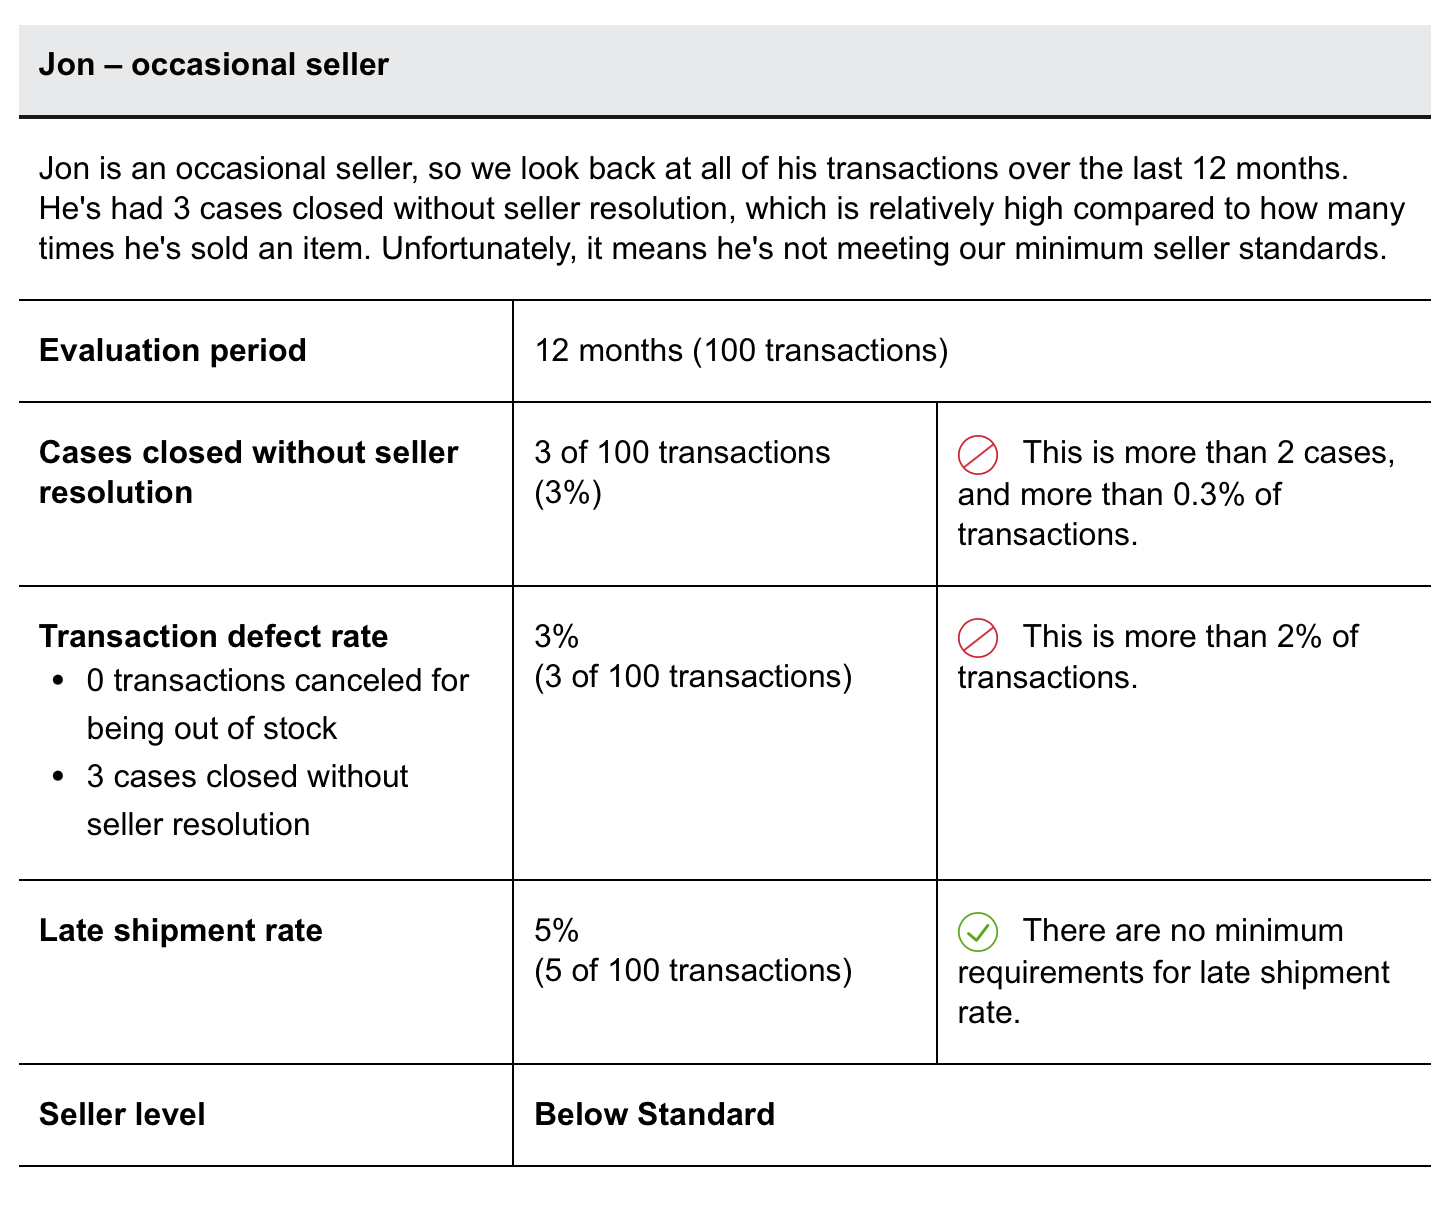 Jon – occasional seller
Jon is an occasional seller, so we look back at all of his transactions over the last 12 months.
He's had 3 cases closed without seller resolution, which is relatively high compared to how many
times he's sold an item. Unfortunately, it means he's not meeting our minimum seller standards.
Evaluation period
12 months (100 transactions)
Cases closed without seller
resolution
3 of 100 transactions
(3%)
This is more than 2 cases,
and more than 0.3% of
transactions.
Transaction defect rate
• 0 transactions canceled for
being out of stock
• 3 cases closed without
seller resolution
3%
(3 of 100 transactions)
This is more than 2% of
transactions.
Late shipment rate
5%
(5 of 100 transactions)
There are no minimum
requirements for late shipment
rate.
Seller level
Below Standard